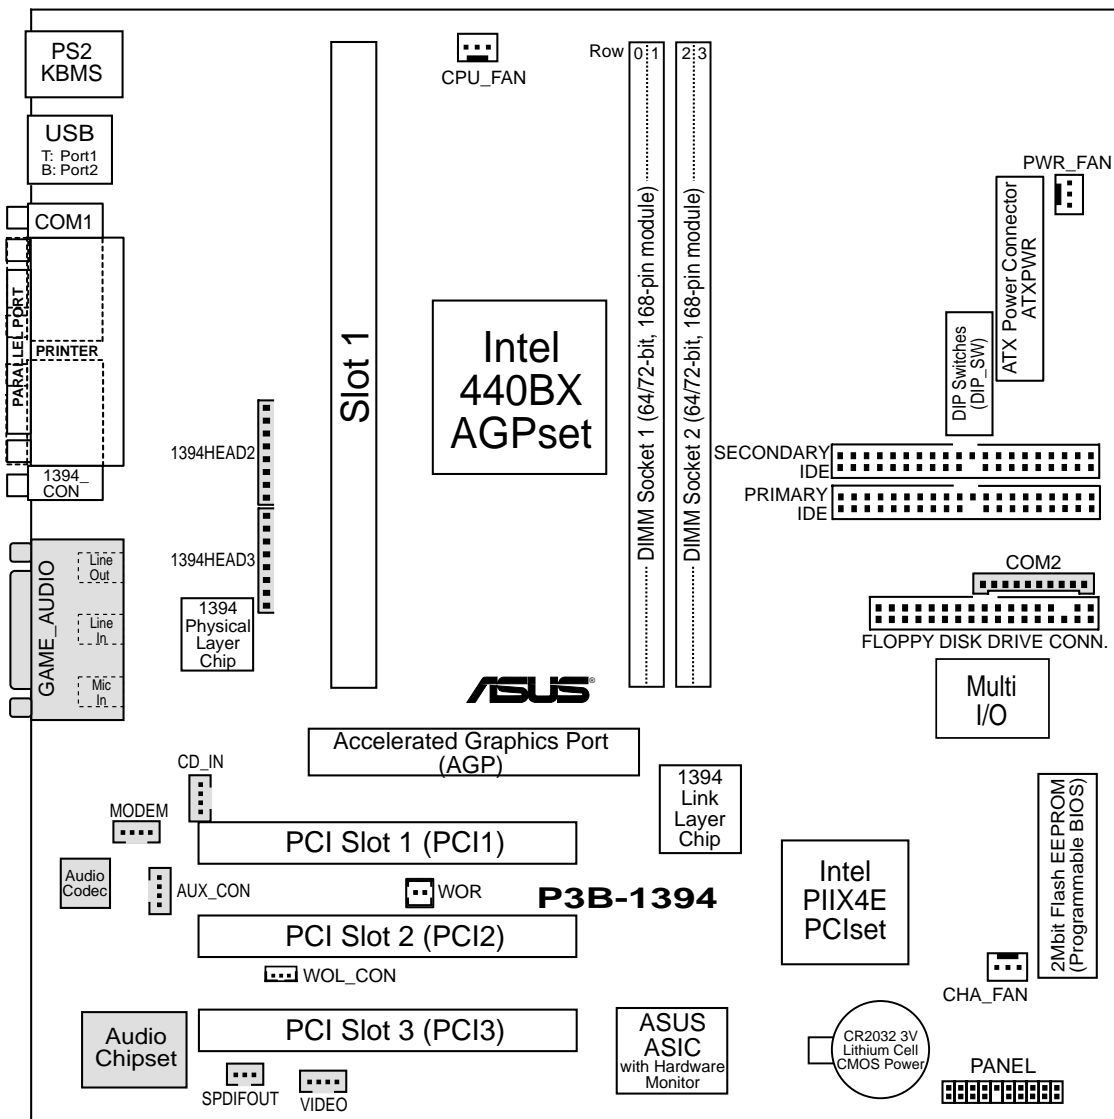 PS2
KBMS
CPU_FAN
Row 0 1 2 3
USB
T: Port1
B: Port2
PWR_FAN
COM1
ATX Power Connector
ATXPWR
PARALLEL PORT
PRINTER
Slot 1
Intel
440BX
AGPset
DIMM Socket 1 (64/72-bit, 168-pin module)
DIMM Socket 2 (64/72-bit, 168-pin module)
DIP Switches
(DIP_SW)
1394HEAD2
SECONDARY
IDE
1394_
CON
PRIMARY
IDE
1394HEAD3
GAME_AUDIO
Line
Out
Line
In
Mic
In
COM2
1394
Physical
Layer
Chip
FLOPPY DISK DRIVE CONN.
ASUS®
Multi
I/O
Accelerated Graphics Port
(AGP)
CD_IN
1394
Link
Layer
Chip
MODEM
PCI Slot 1 (PCI1)
2Mbit Flash EEPROM
(Programmable BIOS)
Audio
Codec
AUX_CON
WOR
P3B-1394
Intel
PIIX4E
PCIset
PCI Slot 2 (PCI2)
WOL_CON
CHA_FAN
Audio
Chipset
PCI Slot 3 (PCI3)
ASUS
ASIC
with Hardware
Monitor
CR2032 3V
Lithium Cell
CMOS Power
PANEL
SPDIFOUT
VIDEO